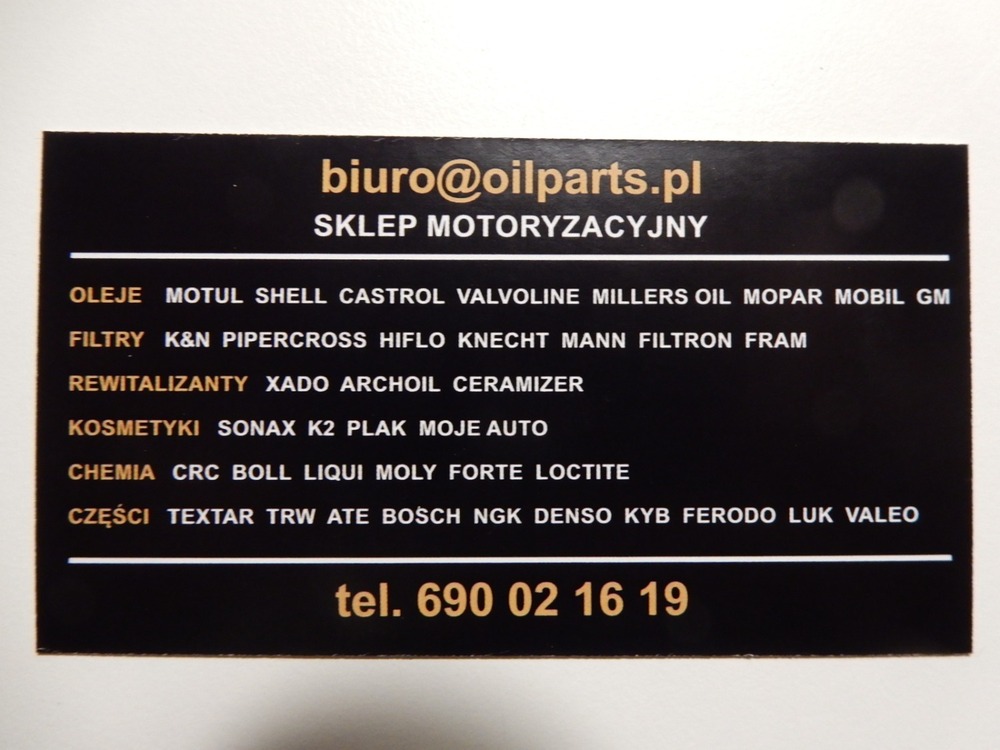 biuro@oilparts.pl
SKLEP MOTORYZACYJNY
OLEJE MOTUL SHELL CASTROL VALVOLINE MILLERS OIL MOPAR MOBIL GM
FILTRY K&N PIPERCROSS HIFLO KNECHT MANN FILTRON FRAM
REWITALIZANTY XADO ARCHOIL CERAMIZER
KOSMETYKI SONAX K2 PLAK MOJE AUTO
CHEMIA CRC BOLL LIQUI MOLY FORTE LOCTITE
CZĘŚCI TEXTAR TRW ATE BOSCH NGK DENSO KYB FERODO LUK VALEO
tel. 690 02 16 19